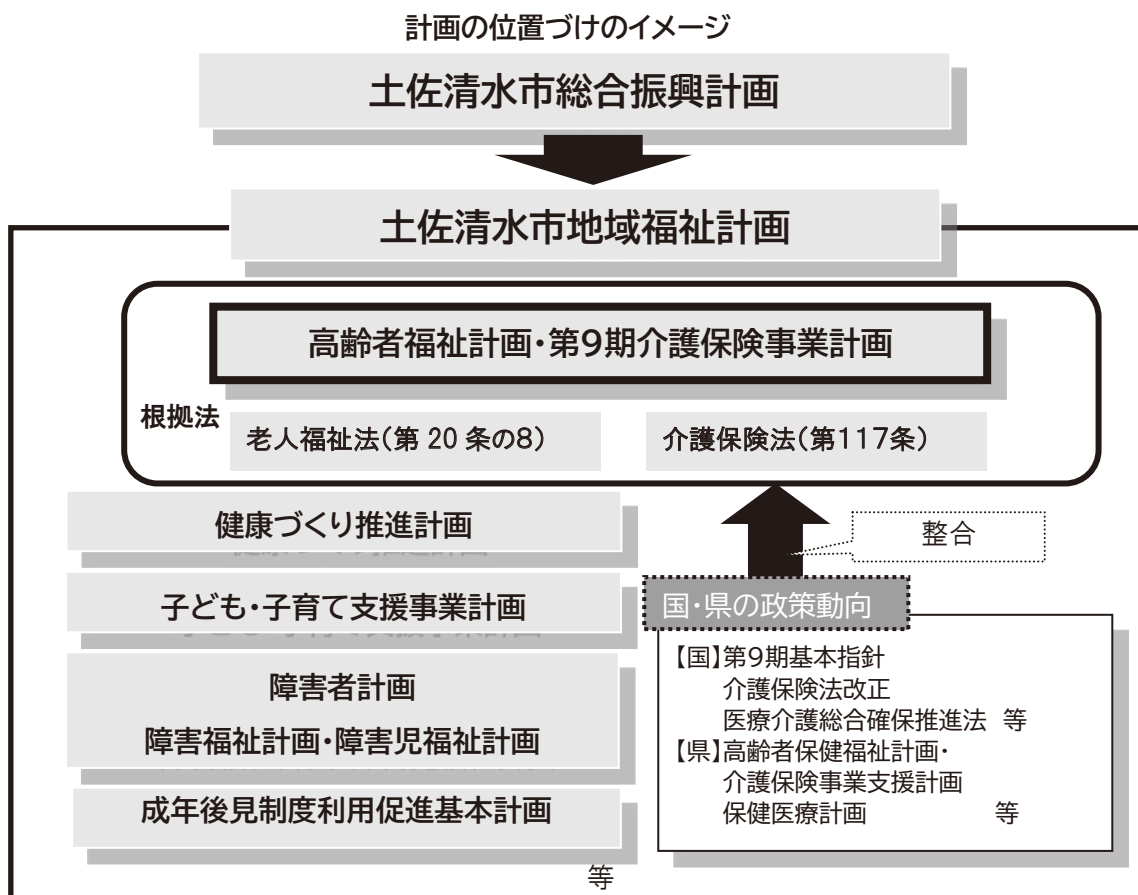 計画の位置づけのイメージ
土佐清水市総合振興計画
土佐清水市地域福祉計画
高齢者福祉計画・第9期介護保険事業計画
根拠法
老人福祉法(第 20 条の8)
介護保険法(第117条)
健康づくり推進計画
子ども・子育て支援事業計画
障害者計画
障害福祉計画・障害児福祉計画
成年後見制度利用促進基本計画
等
整合
国・県の政策動向
【国】第9期基本指針
介護保険法改正
医療介護総合確保推進法 等
【県】高齢者保健福祉計画・
介護保険事業支援計画
保健医療計画 等